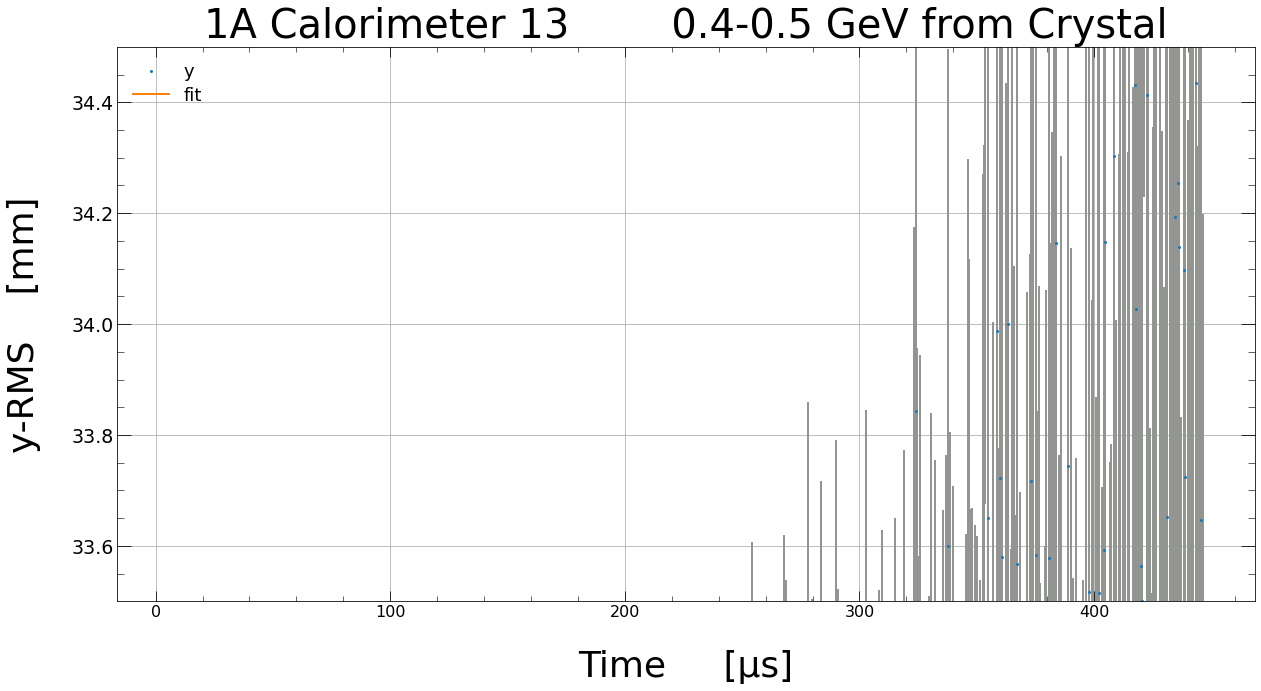 1A Calorimeter 13 0.4-0.5 GeV from Crystal
y
fit
34.4
34.2
34.0
33.8
33.6
y-RMS [mm]
0 100 200 300 400
Time [μs]